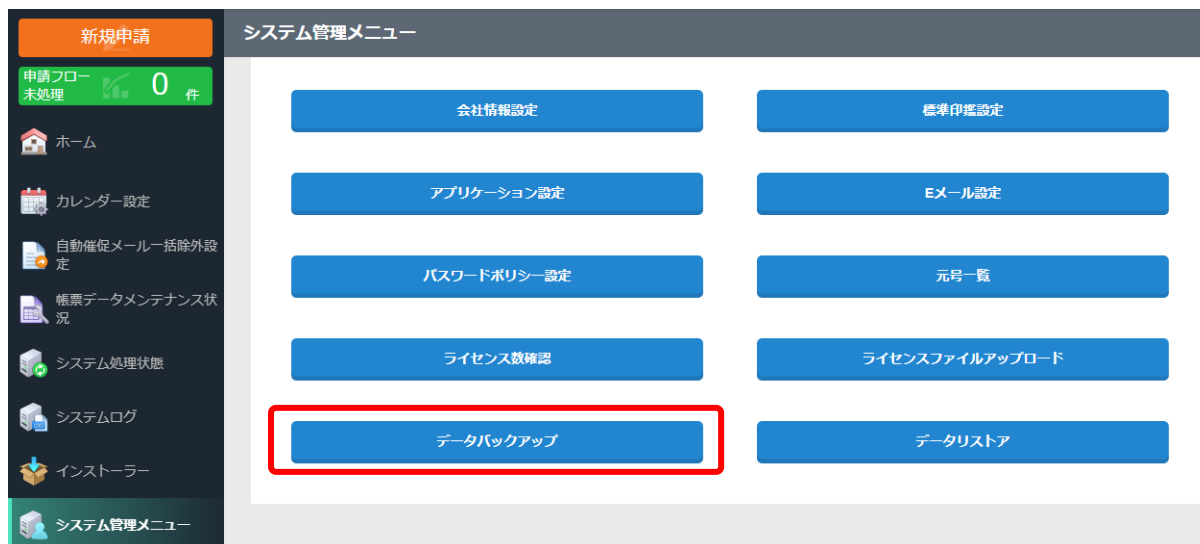 新規申請
申請フロー
未処理
0 件
ホーム
カレンダー設定
自動催促メール一括除外設
定
帳票データメンテナンス状
況
システム処理状態
システムログ
インストーラー
システム管理メニュー
システム管理メニュー
会社情報設定
標準印鑑設定
アプリケーション設定
Eメール設定
パスワードポリシー設定
元号一覧
ライセンス数確認
ライセンスファイルアップロード
データバックアップ
データリストア